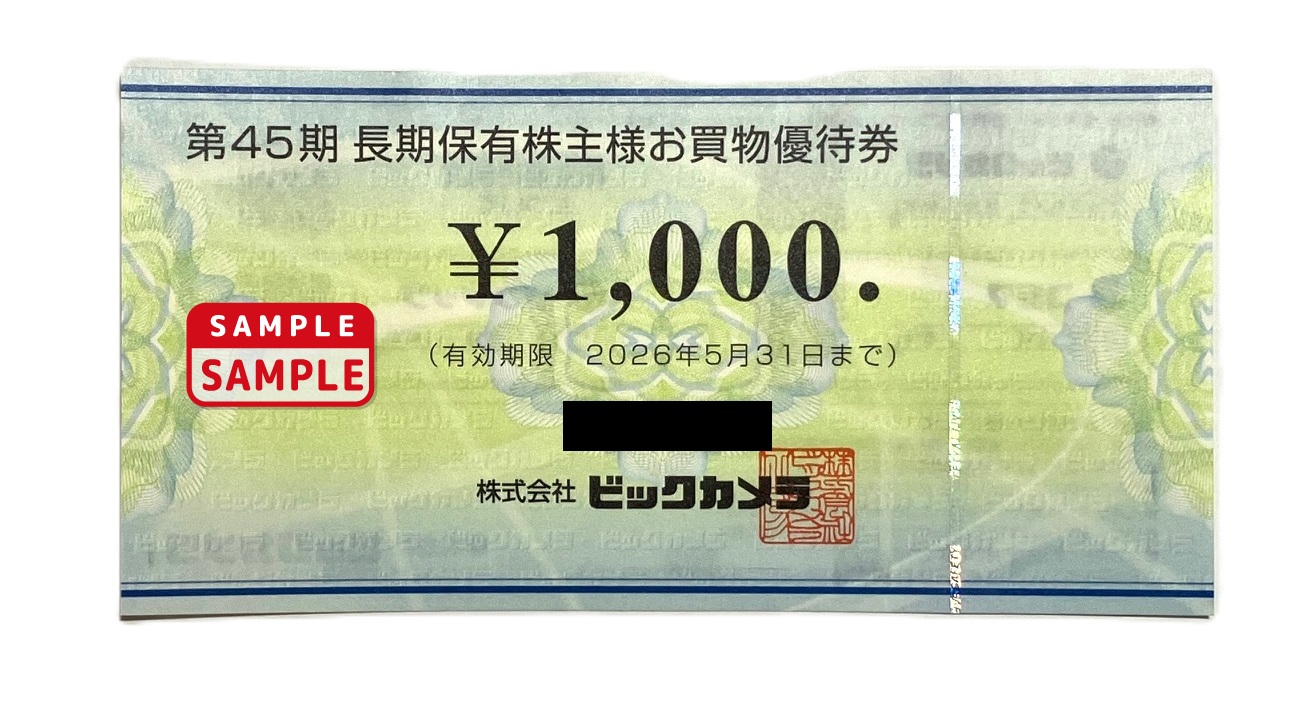 第45期 長期保有株主様お買物優待券
¥1,000.
SAMPLE
SAMPLE
(有効期限　2026年5月31日まで)
株式会社 ビックカメラ